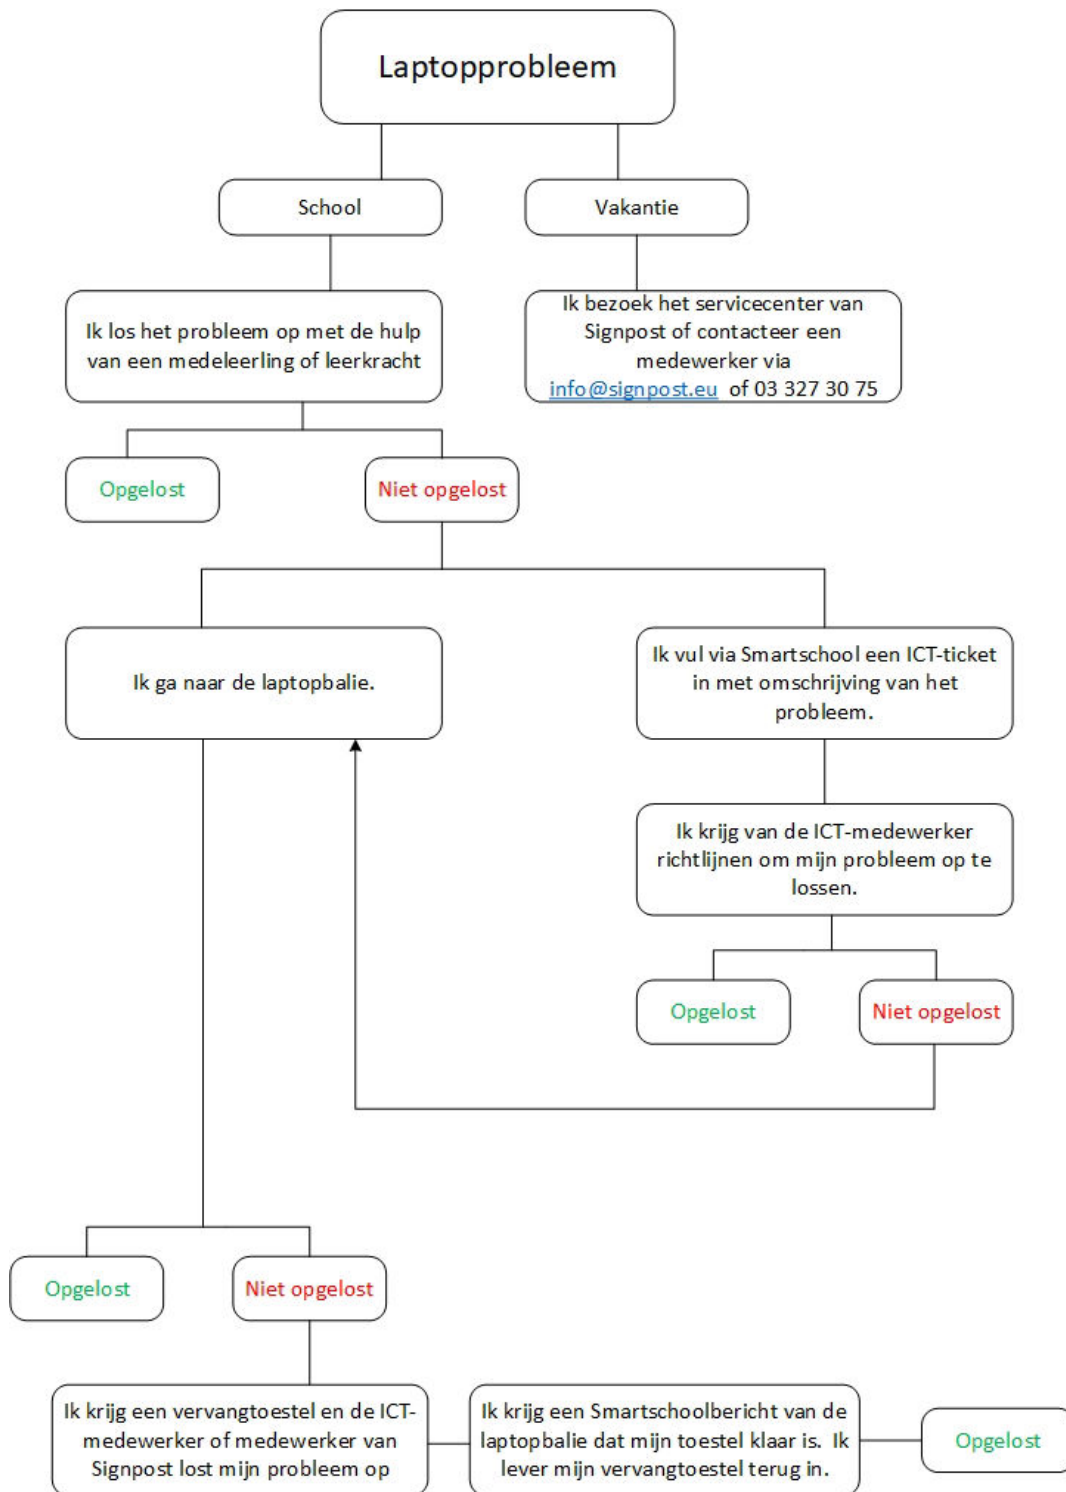 Laptopprobleem
School
Vakantie
Ik los het probleem op met de hulp
van een medeleerling of leerkracht
Ik bezoek het servicecenter van
Signpost of contacteer een
medewerker via
info@signpost.eu of 03 327 30 75
Opgelost
Niet opgelost
Ik ga naar de laptopbalie.
Ik vul via Smartschool een ICT-ticket
in met omschrijving van het
probleem.
Ik krijg van de ICT-medewerker
richtlijnen om mijn probleem op te
lossen.
Opgelost
Niet opgelost
Opgelost
Niet opgelost
Ik krijg een vervangtoestel en de ICT-
medewerker of medewerker van
Signpost lost mijn probleem op
Ik krijg een Smartschoolbericht van de
laptopbalie dat mijn toestel klaar is. Ik
lever mijn vervangtoestel terug in.
Opgelost